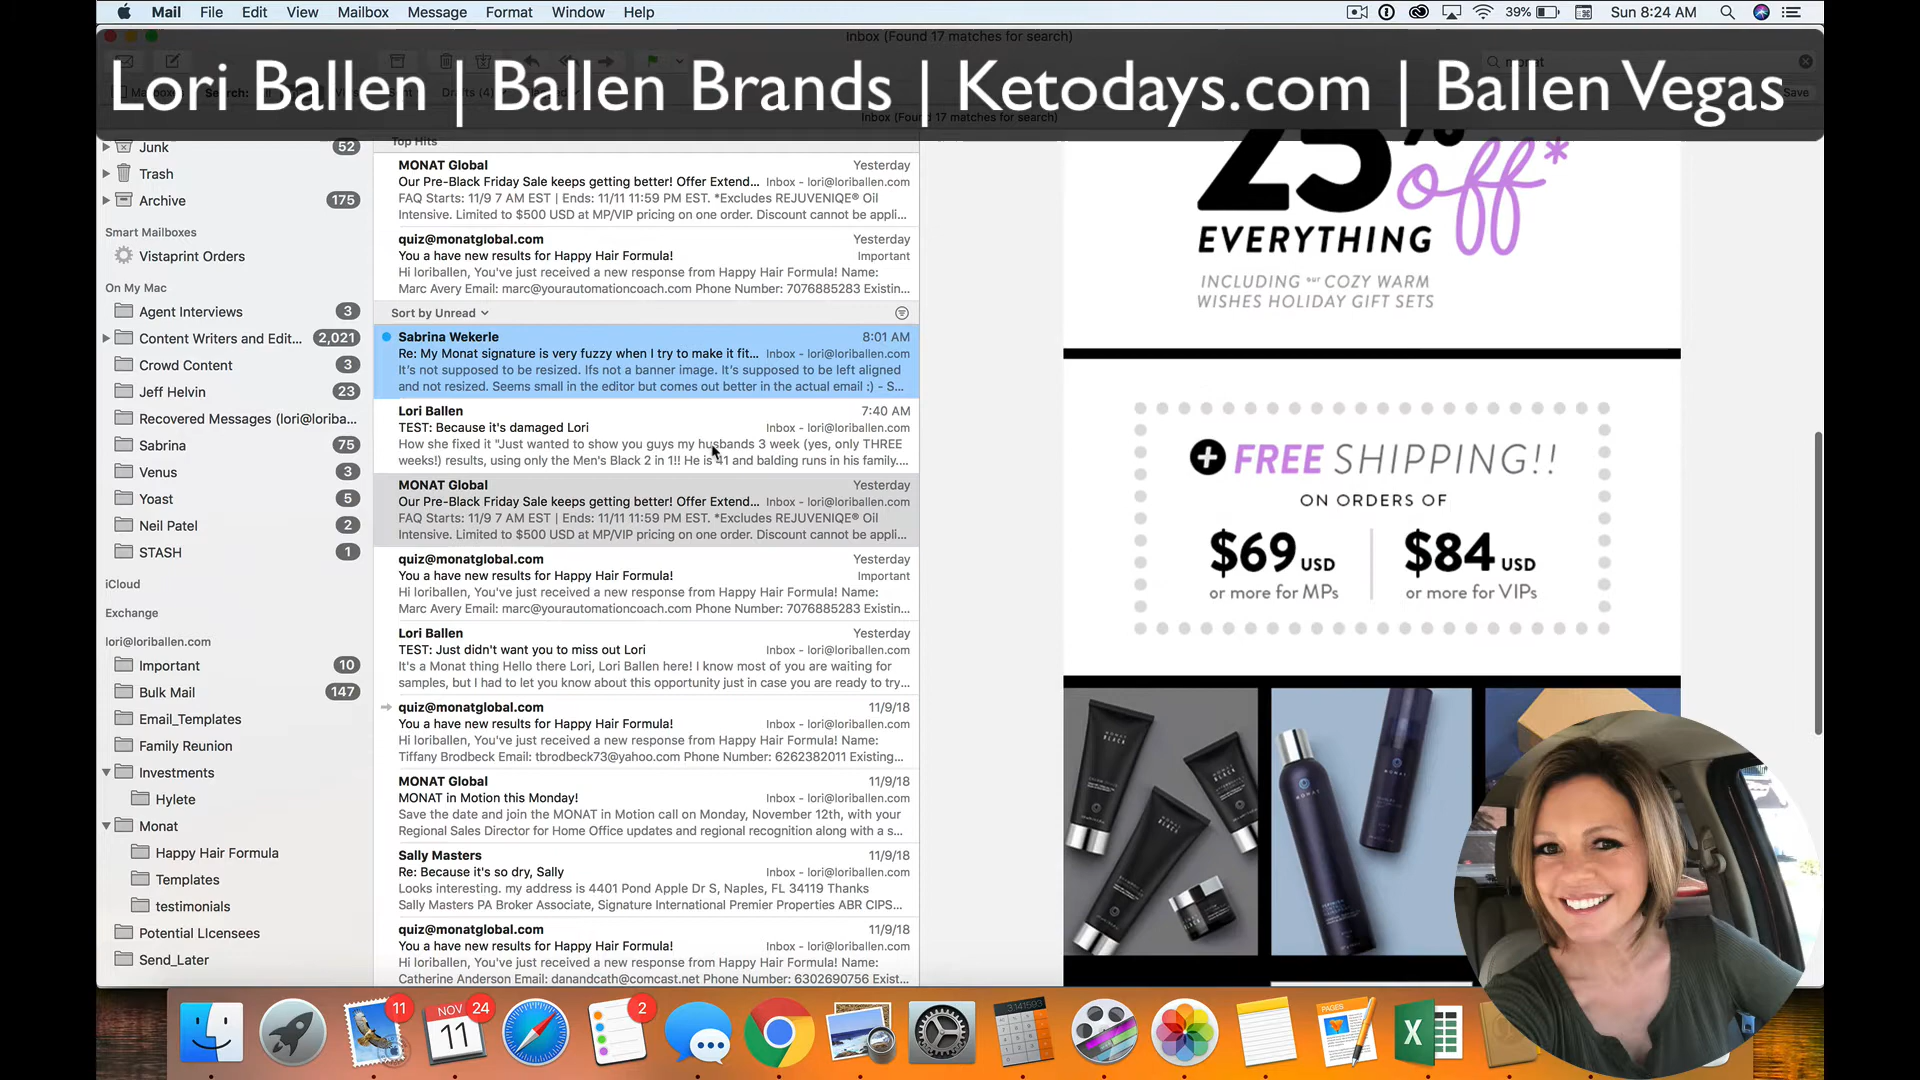 Mail File Edit View Mailbox Message Format Window Help
39% Sun 8:24 AM
Inbox (Found 17 matches for search)
Lori Ballen | Ballen Brands | Ketodays.com | Ballen Vegas
Inbox (Found 17 matches for search)
Save
Junk 52
Trash
Archive 175
Smart Mailboxes
Vistaprint Orders
On My Mac
Agent Interviews 3
Content Writers and Edit... 2,021
Crowd Content 3
Jeff Helvin 23
Recovered Messages (lori@loriba...
Sabrina 75
Venus 3
Yoast 5
Neil Patel 2
STASH 1
iCloud
Exchange
lori@loriballen.com
Important 10
Bulk Mail 147
Email_Templates
Family Reunion
Investments
Hylete
Monat
Happy Hair Formula
Templates
testimonials
Potential LIcensees
Send_Later
Top Hits
MONAT Global Yesterday
Our Pre-Black Friday Sale keeps getting better! Offer Extend... Inbox - lori@loriballen.com
FAQ Starts: 11/9 7 AM EST | Ends: 11/11 11:59 PM EST. *Excludes REJUVENIQE® Oil
Intensive. Limited to $500 USD at MP/VIP pricing on one order. Discount cannot be appli...
quiz@monatglobal.com Yesterday
You a have new results for Happy Hair Formula! Important
Hi loriballen, You've just received a new response from Happy Hair Formula! Name:
Marc Avery Email: marc@yourautomationcoach.com Phone Number: 7076885283 Existin...
Sort by Unread
Sabrina Wekerle 8:01 AM
Re: My Monat signature is very fuzzy when I try to make it fit... Inbox - lori@loriballen.com
It's not supposed to be resized. Ifs not a banner image. It's supposed to be left aligned
and not resized. Seems small in the editor but comes out better in the actual email :) - S...
Lori Ballen 7:40 AM
TEST: Because it's damaged Lori Inbox - lori@loriballen.com
How she fixed it "Just wanted to show you guys my husbands 3 week (yes, only THREE
weeks!) results, using only the Men's Black 2 in 1!! He is 41 and balding runs in his family....
MONAT Global Yesterday
Our Pre-Black Friday Sale keeps getting better! Offer Extend... Inbox - lori@loriballen.com
FAQ Starts: 11/9 7 AM EST | Ends: 11/11 11:59 PM EST. *Excludes REJUVENIQE® Oil
Intensive. Limited to $500 USD at MP/VIP pricing on one order. Discount cannot be appli...
quiz@monatglobal.com Yesterday
You a have new results for Happy Hair Formula! Important
Hi loriballen, You've just received a new response from Happy Hair Formula! Name:
Marc Avery Email: marc@yourautomationcoach.com Phone Number: 7076885283 Existin...
Lori Ballen Yesterday
TEST: Just didn't want you to miss out Lori Inbox - lori@loriballen.com
It's a Monat thing Hello there Lori, Lori Ballen here! I know most of you are waiting for
samples, but I had to let you know about this opportunity just in case you are ready to try...
quiz@monatglobal.com 11/9/18
You a have new results for Happy Hair Formula! Inbox - lori@loriballen.com
Hi loriballen, You've just received a new response from Happy Hair Formula! Name:
Tiffany Brodbeck Email: tbrodbeck73@yahoo.com Phone Number: 6262382011 Existing...
MONAT Global 11/9/18
MONAT in Motion this Monday! Inbox - lori@loriballen.com
Save the date and join the MONAT in Motion call on Monday, November 12th, with your
Regional Sales Director for Home Office updates and regional recognition along with a s...
Sally Masters 11/9/18
Re: Because it's so dry, Sally Inbox - lori@loriballen.com
Looks interesting. my address is 4401 Pond Apple Dr S, Naples, FL 34119 Thanks
Sally Masters PA Broker Associate, Signature International Premier Properties ABR CIPS...
quiz@monatglobal.com 11/9/18
You a have new results for Happy Hair Formula! Inbox - lori@loriballen.com
Hi loriballen, You've just received a new response from Happy Hair Formula! Name:
Catherine Anderson Email: danandcath@comcast.net Phone Number: 6302690756 Exist...
25% off*
EVERYTHING
INCLUDING our COZY WARM
WISHES HOLIDAY GIFT SETS
+ FREE SHIPPING!!
ON ORDERS OF
$69 USD $84 USD
or more for MPs or more for VIPs
MONAT
11
NOV 24
11
2
3.141593
PAGES
X